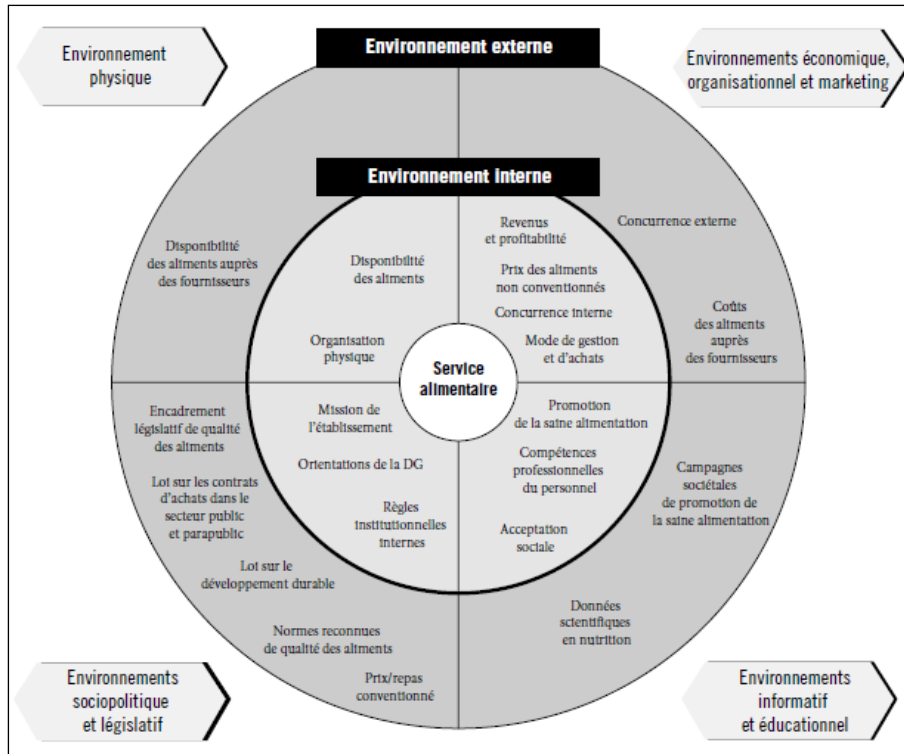 Environnement
physique
Environnement externe
Environnements économique,
organisationnel et marketing
Environnement interne
Disponibilité
des aliments auprès
des fournisseurs
Disponibilité
des aliments
Organisation
physique
Revenus
et profitabilité
Prix des aliments
non conventionnés
Concurrence interne
Mode de gestion
et d'achats
Concurrence externe
Coûts
des aliments
auprès
des fournisseurs
Service
alimentaire
Encadrement
législatif de qualité
des aliments
Lot sur les contrats
d'achats dans le
secteur public
et parapublic
Lot sur le
développement durable
Normes reconnues
de qualité des aliments
Prix/repas
conventionné
Mission de
l'établissement
Orientations de la DG
Règles
institutionnelles
internes
Promotion
de la saine alimentation
Compétences
professionnelles
du personnel
Acceptation
sociale
Campagnes
sociétales
de promotion de
la saine alimentation
Données
scientifiques
en nutrition
Environnements
sociopolitique
et législatif
Environnements
informatif
et éducationnel